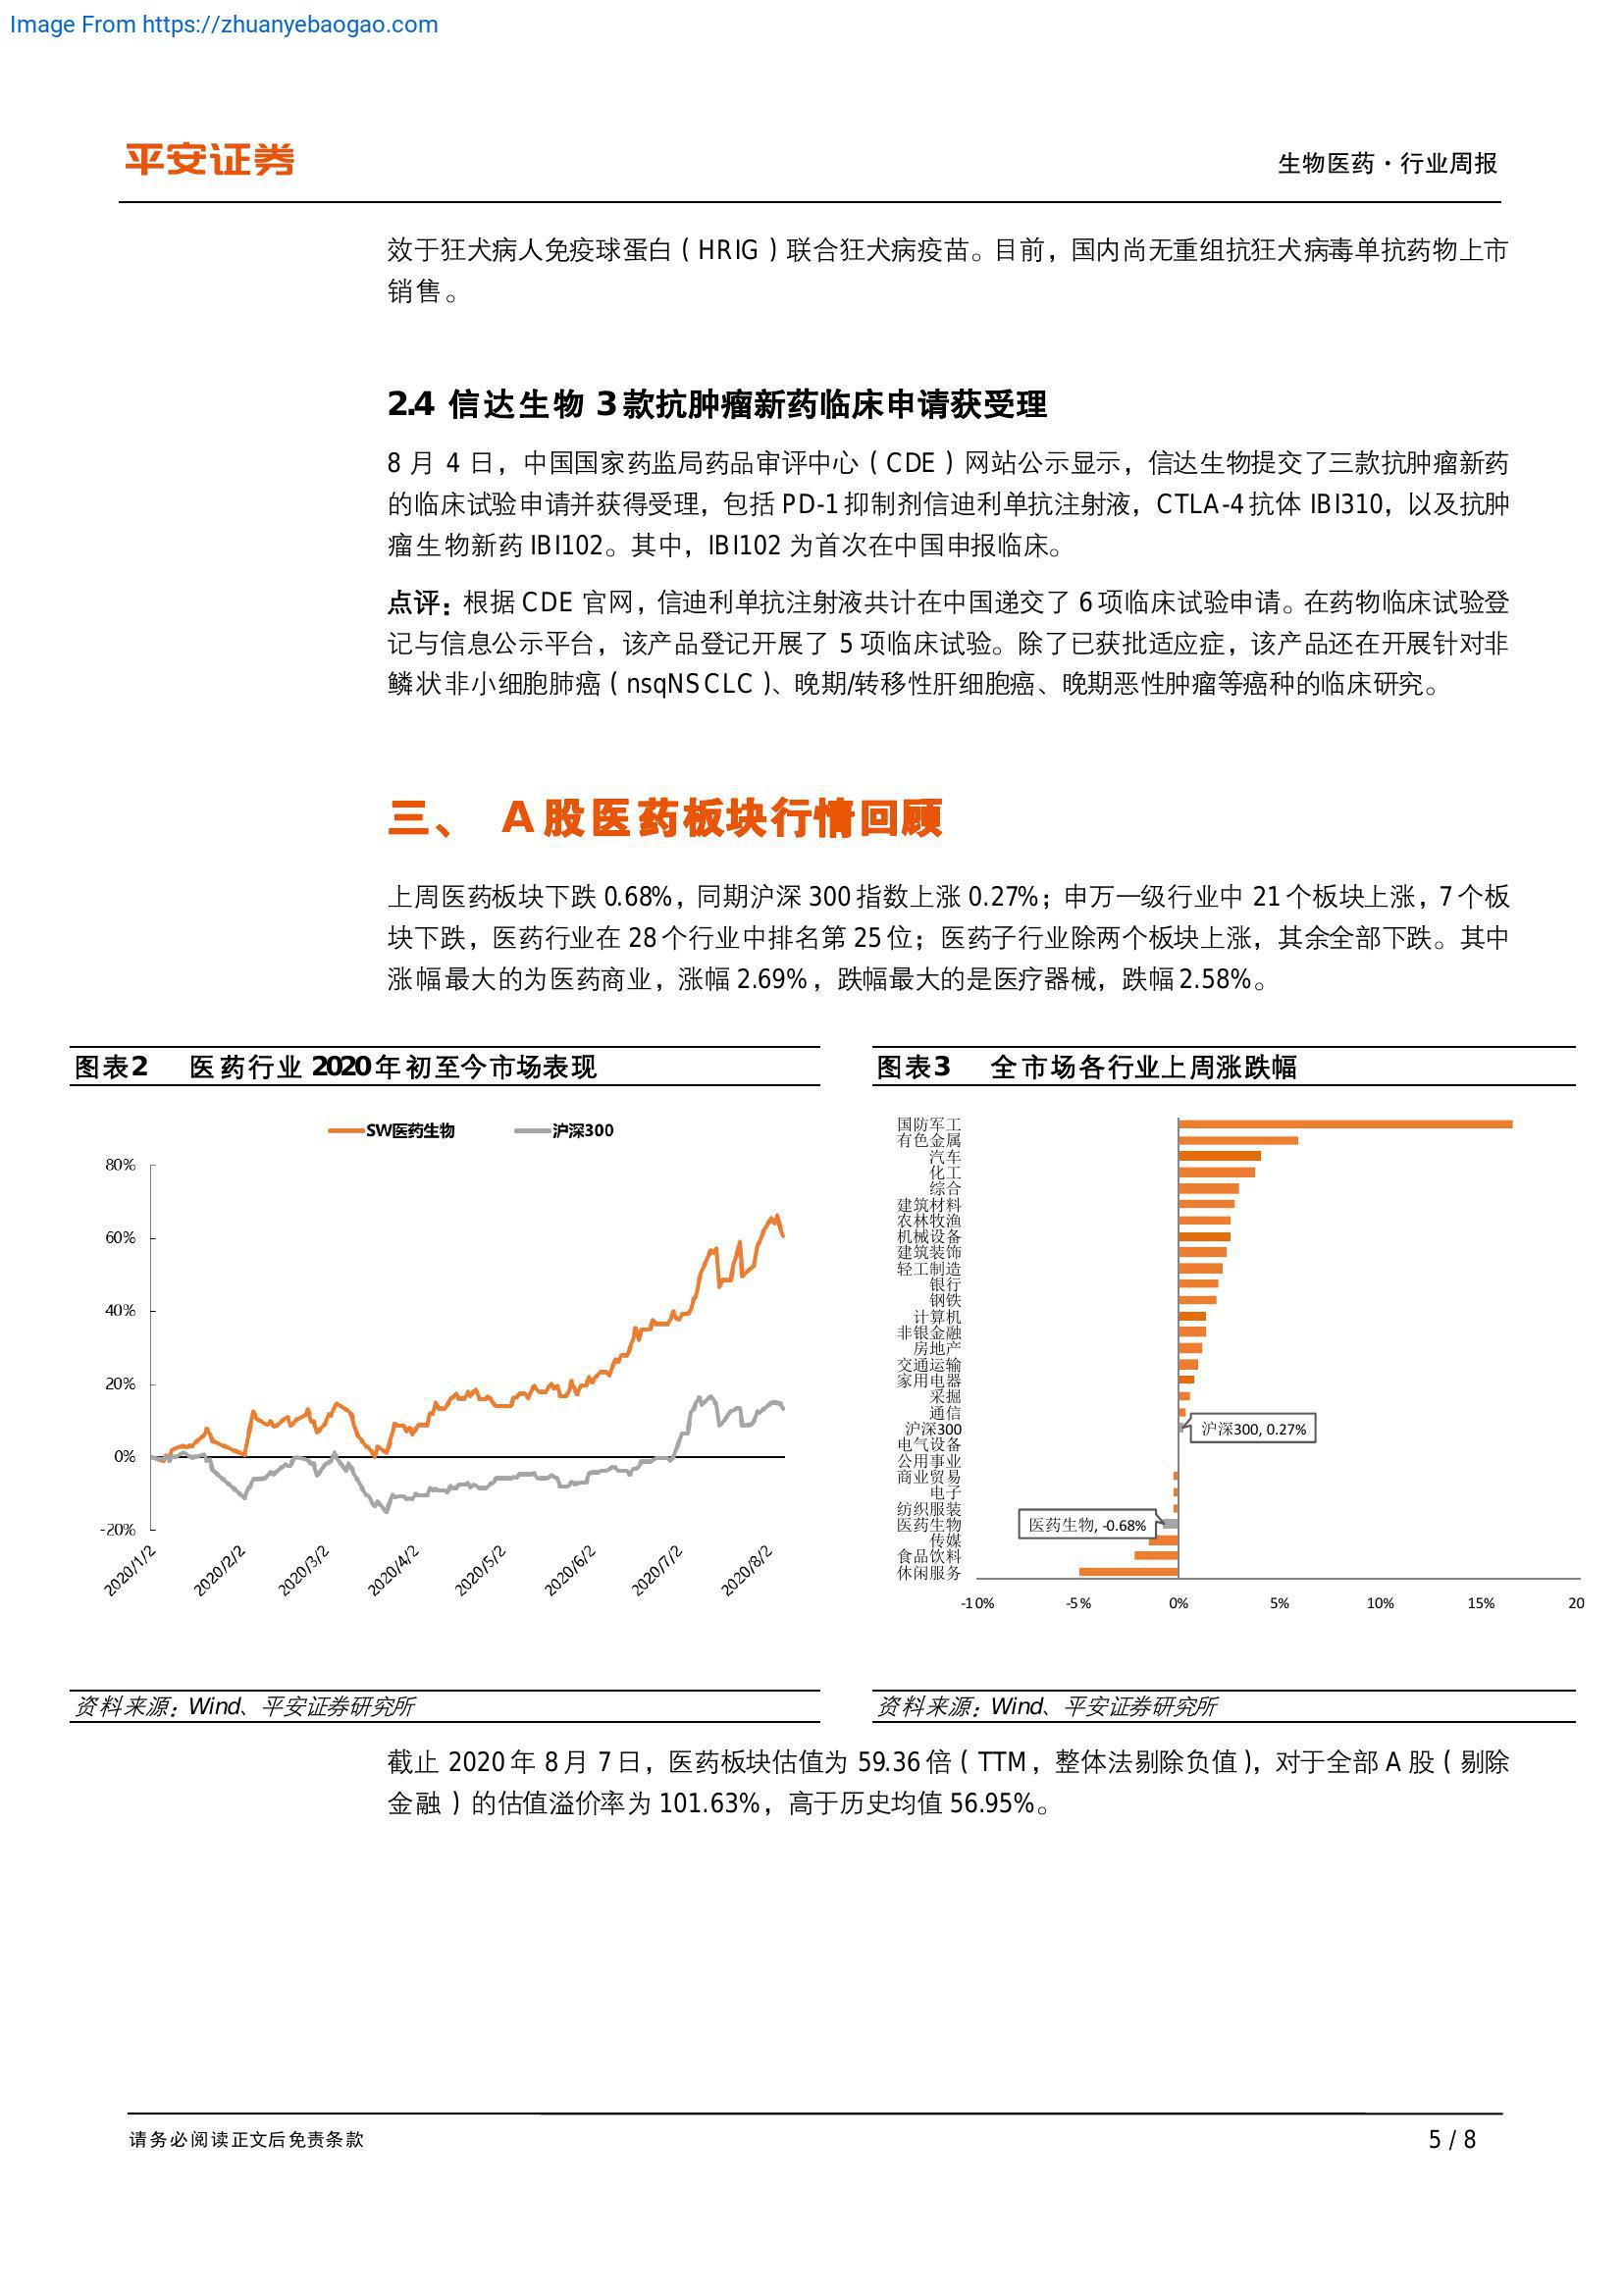 Image From https://zhuanyebaogao.com
平安证券
生物医药·行业周报
效于狂犬病人免疫球蛋白(HRIG)联合狂犬病疫苗。目前，国内尚无重组抗狂犬病毒单抗药物上市
销售。
2.4 信达生物 3款抗肿瘤新药临床申请获受理
8 月 4 日，中国国家药监局药品审评中心(CDE)网站公示显示，信达生物提交了三款抗肿瘤新药
的临床试验申请并获得受理，包括 PD-1 抑制剂信迪利单抗注射液，CTLA-4 抗体 IBI310，以及抗肿
瘤生物新药 IBI102。其中，IBI102 为首次在中国申报临床。
点评：根据 CDE 官网，信迪利单抗注射液共计在中国递交了 6 项临床试验申请。在药物临床试验登
记与信息公示平台，该产品登记开展了 5 项临床试验。除了已获批适应症，该产品还在开展针对非
鳞状非小细胞肺癌(nsqNSCLC)、晚期/转移性肝细胞癌、晚期恶性肿瘤等癌种的临床研究。
三、 A 股医药板块行情回顾
上周医药板块下跌 0.68%，同期沪深 300 指数上涨 0.27%；申万一级行业中 21 个板块上涨，7 个板
块下跌，医药行业在 28 个行业中排名第 25 位；医药子行业除两个板块上涨，其余全部下跌。其中
涨幅最大的为医药商业，涨幅 2.69%，跌幅最大的是医疗器械，跌幅 2.58%。
图表2 医药行业 2020 年初至今市场表现
SW医药生物 沪深300
80%
60%
40%
20%
0%
-20%
2020/1/2 2020/2/2 2020/3/2 2020/4/2 2020/5/2 2020/6/2 2020/7/2 2020/8/2
资料来源：Wind、平安证券研究所
图表3 全市场各行业上周涨跌幅
国防军工
有色金属
汽车
化工
综合
建筑材料
农林牧渔
机械设备
建筑装饰
轻工制造
银行
钢铁
计算机
非银金融
房地产
交通运输
家用电器
采掘
通信
沪深300
沪深300, 0.27%
电气设备
公用事业
商业贸易
电子
纺织服装
医药生物
医药生物, -0.68%
传媒
食品饮料
休闲服务
-10% -5% 0% 5% 10% 15% 20
资料来源：Wind、平安证券研究所
截止 2020 年 8 月 7 日，医药板块估值为 59.36 倍(TTM，整体法剔除负值)，对于全部 A 股(剔除
金融)的估值溢价率为 101.63%，高于历史均值 56.95%。
请务必阅读正文后免责条款
5 / 8